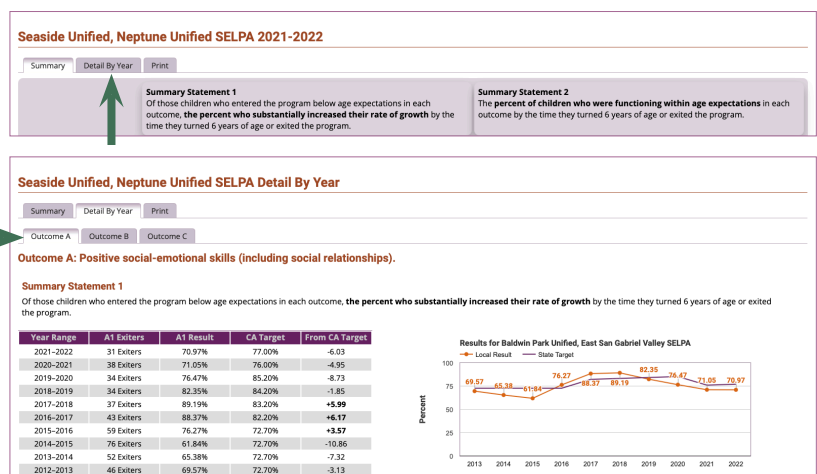 Seaside Unified, Neptune Unified SELPA 2021-2022
Summary Detail By Year Print
Summary Statement 1
Of those children who entered the program below age expectations in each
outcome, the percent who substantially increased their rate of growth by the
time they turned 6 years of age or exited the program.
Summary Statement 2
The percent of children who were functioning within age expectations in each
outcome by the time they turned 6 years of age or exited the program.
Seaside Unified, Neptune Unified SELPA Detail By Year
Summary Detail By Year Print
Outcome A Outcome B Outcome C
Outcome A: Positive social-emotional skills (including social relationships).
Summary Statement 1
Of those children who entered the program below age expectations in each outcome, the percent who substantially increased their rate of growth by the time they turned 6 years of age or exited
the program.
Year Range A1 Exiters A1 Result CA Target From CA Target
2021–2022 31 Exiters 70.97% 77.00% -6.03
2020–2021 38 Exiters 71.05% 76.00% -4.95
2019–2020 34 Exiters 76.47% 85.20% -8.73
2018–2019 34 Exiters 82.35% 84.20% -1.85
2017–2018 37 Exiters 89.19% 83.20% +5.99
2016–2017 43 Exiters 88.37% 82.20% +6.17
2015–2016 59 Exiters 76.27% 72.70% +3.57
2014–2015 76 Exiters 61.84% 72.70% -10.86
2013–2014 52 Exiters 65.38% 72.70% -7.32
2012–2013 46 Exiters 69.57% 72.70% -3.13
Results for Baldwin Park Unified, East San Gabriel Valley SELPA
Local Result State Target
Percent
100
75
50
25
0
69.57 65.38 61.84 76.27 88.37 89.19 82.35 76.47 71.05 70.97
2013 2014 2015 2016 2017 2018 2019 2020 2021 2022